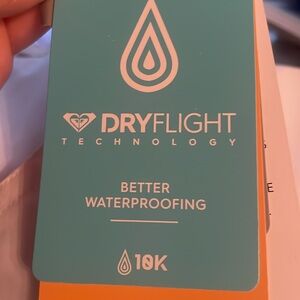 DRYFLIGHT
TECHNOLOGY
BETTER
WATERPROOFING
10K
E